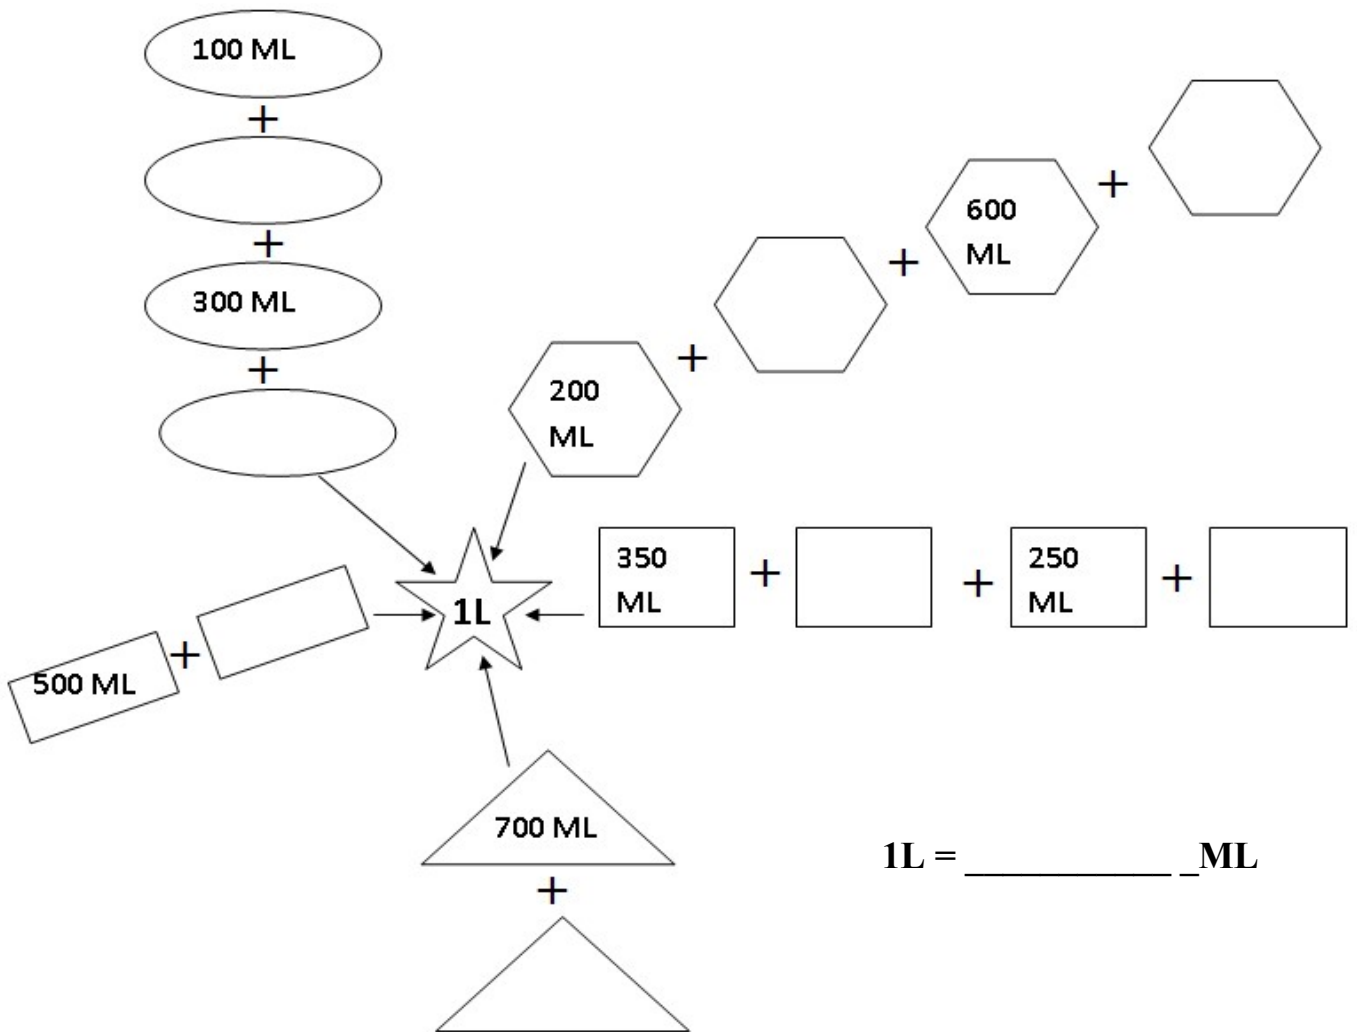 100 ML
+
+
300 ML
+
200
ML
+
+
600
ML
+
1L
350
ML
+
+
250
ML
+
500 ML
+
700 ML
+
1L = ___________ _ML